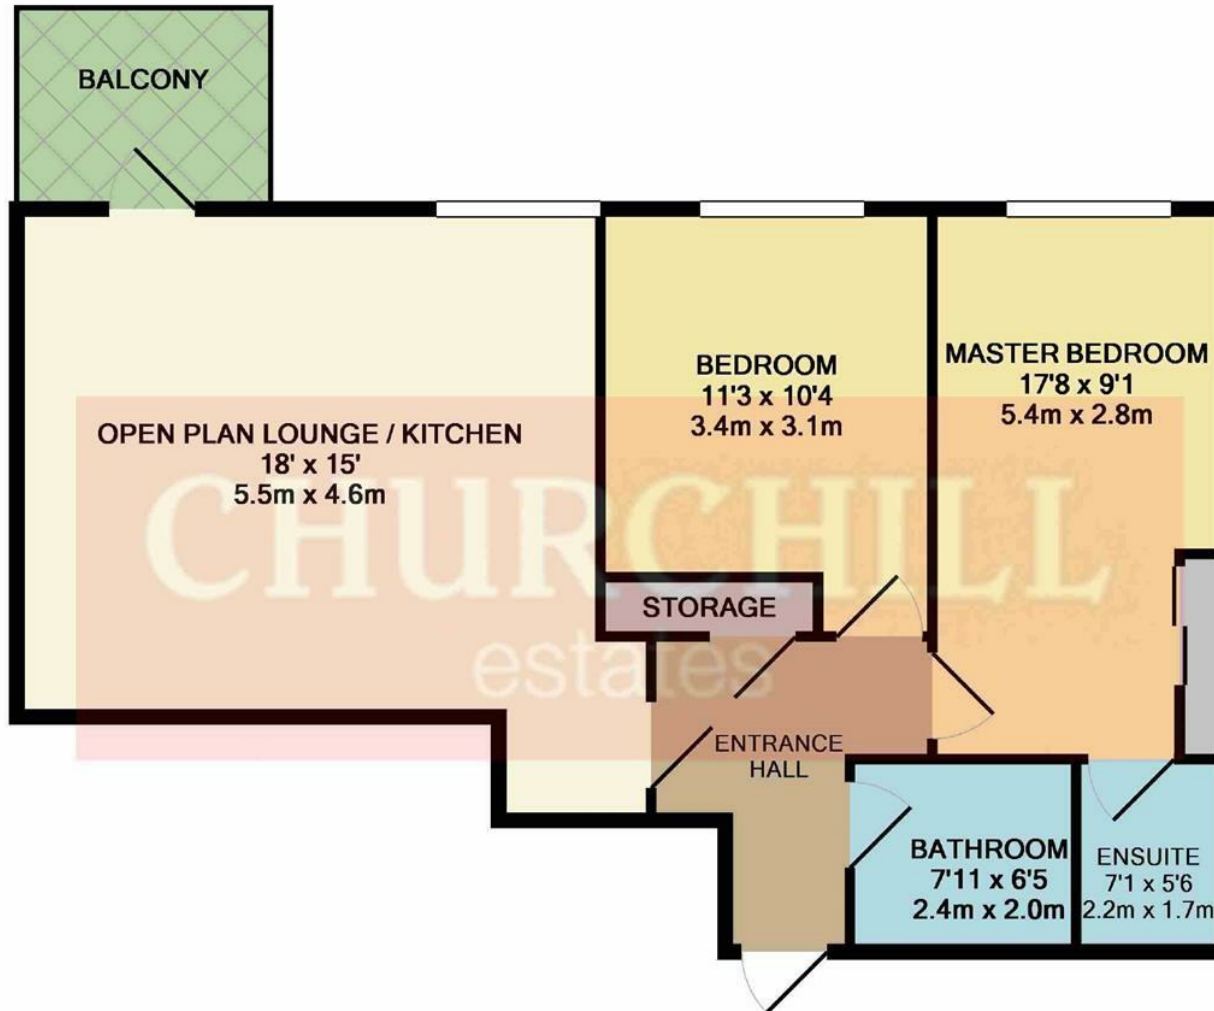 BALCONY
OPEN PLAN LOUNGE / KITCHEN
18' x 15'
5.5m x 4.6m
BEDROOM
11'3 x 10'4
3.4m x 3.1m
MASTER BEDROOM
17'8 x 9'1
5.4m x 2.8m
CHURCHILL
estates
STORAGE
ENTRANCE
HALL
BATHROOM
7'11 x 6'5
2.4m x 2.0m
ENSUITE
7'1 x 5'6
2.2m x 1.7m